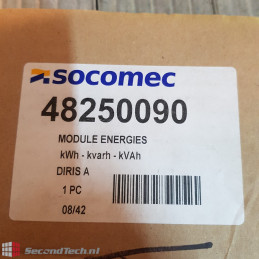 socomec
48250090
MODULE ENERGIES
kWh - kvarh - kVAh
DIRIS A
1 PC
08/42
SecondTech.nl